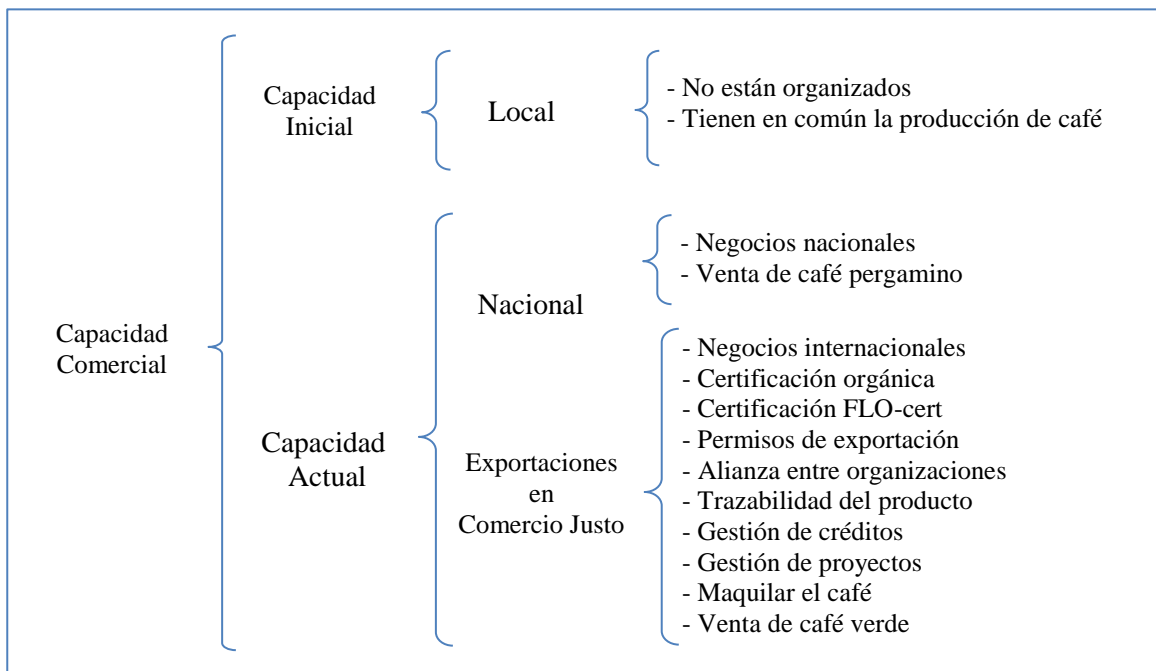 Capacidad
Comercial
Capacidad
Inicial
Local
- No están organizados
- Tienen en común la producción de café
Capacidad
Actual
Nacional
- Negocios nacionales
- Venta de café pergamino
Exportaciones
en
Comercio Justo
- Negocios internacionales
- Certificación orgánica
- Certificación FLO-cert
- Permisos de exportación
- Alianza entre organizaciones
- Trazabilidad del producto
- Gestión de créditos
- Gestión de proyectos
- Maquilar el café
- Venta de café verde